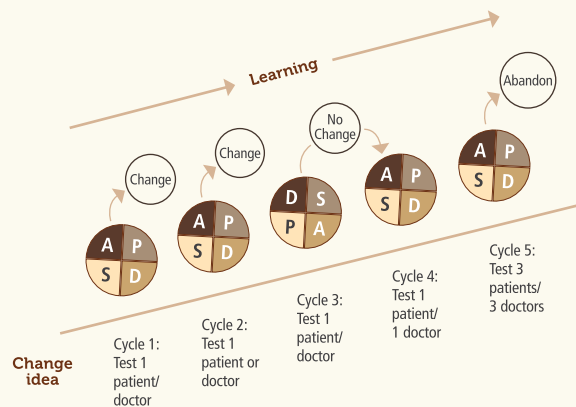 Learning
Change
A P
S D
Change
A P
S D
No
Change
D S
P A
A P
S D
Abandon
A P
S D
Change
idea
Cycle 1:
Test 1
patient/
doctor
Cycle 2:
Test 1
patient or
doctor
Cycle 3:
Test 1
patient/
doctor
Cycle 4:
Test 1
patient/
1 doctor
Cycle 5:
Test 3
patients/
3 doctors